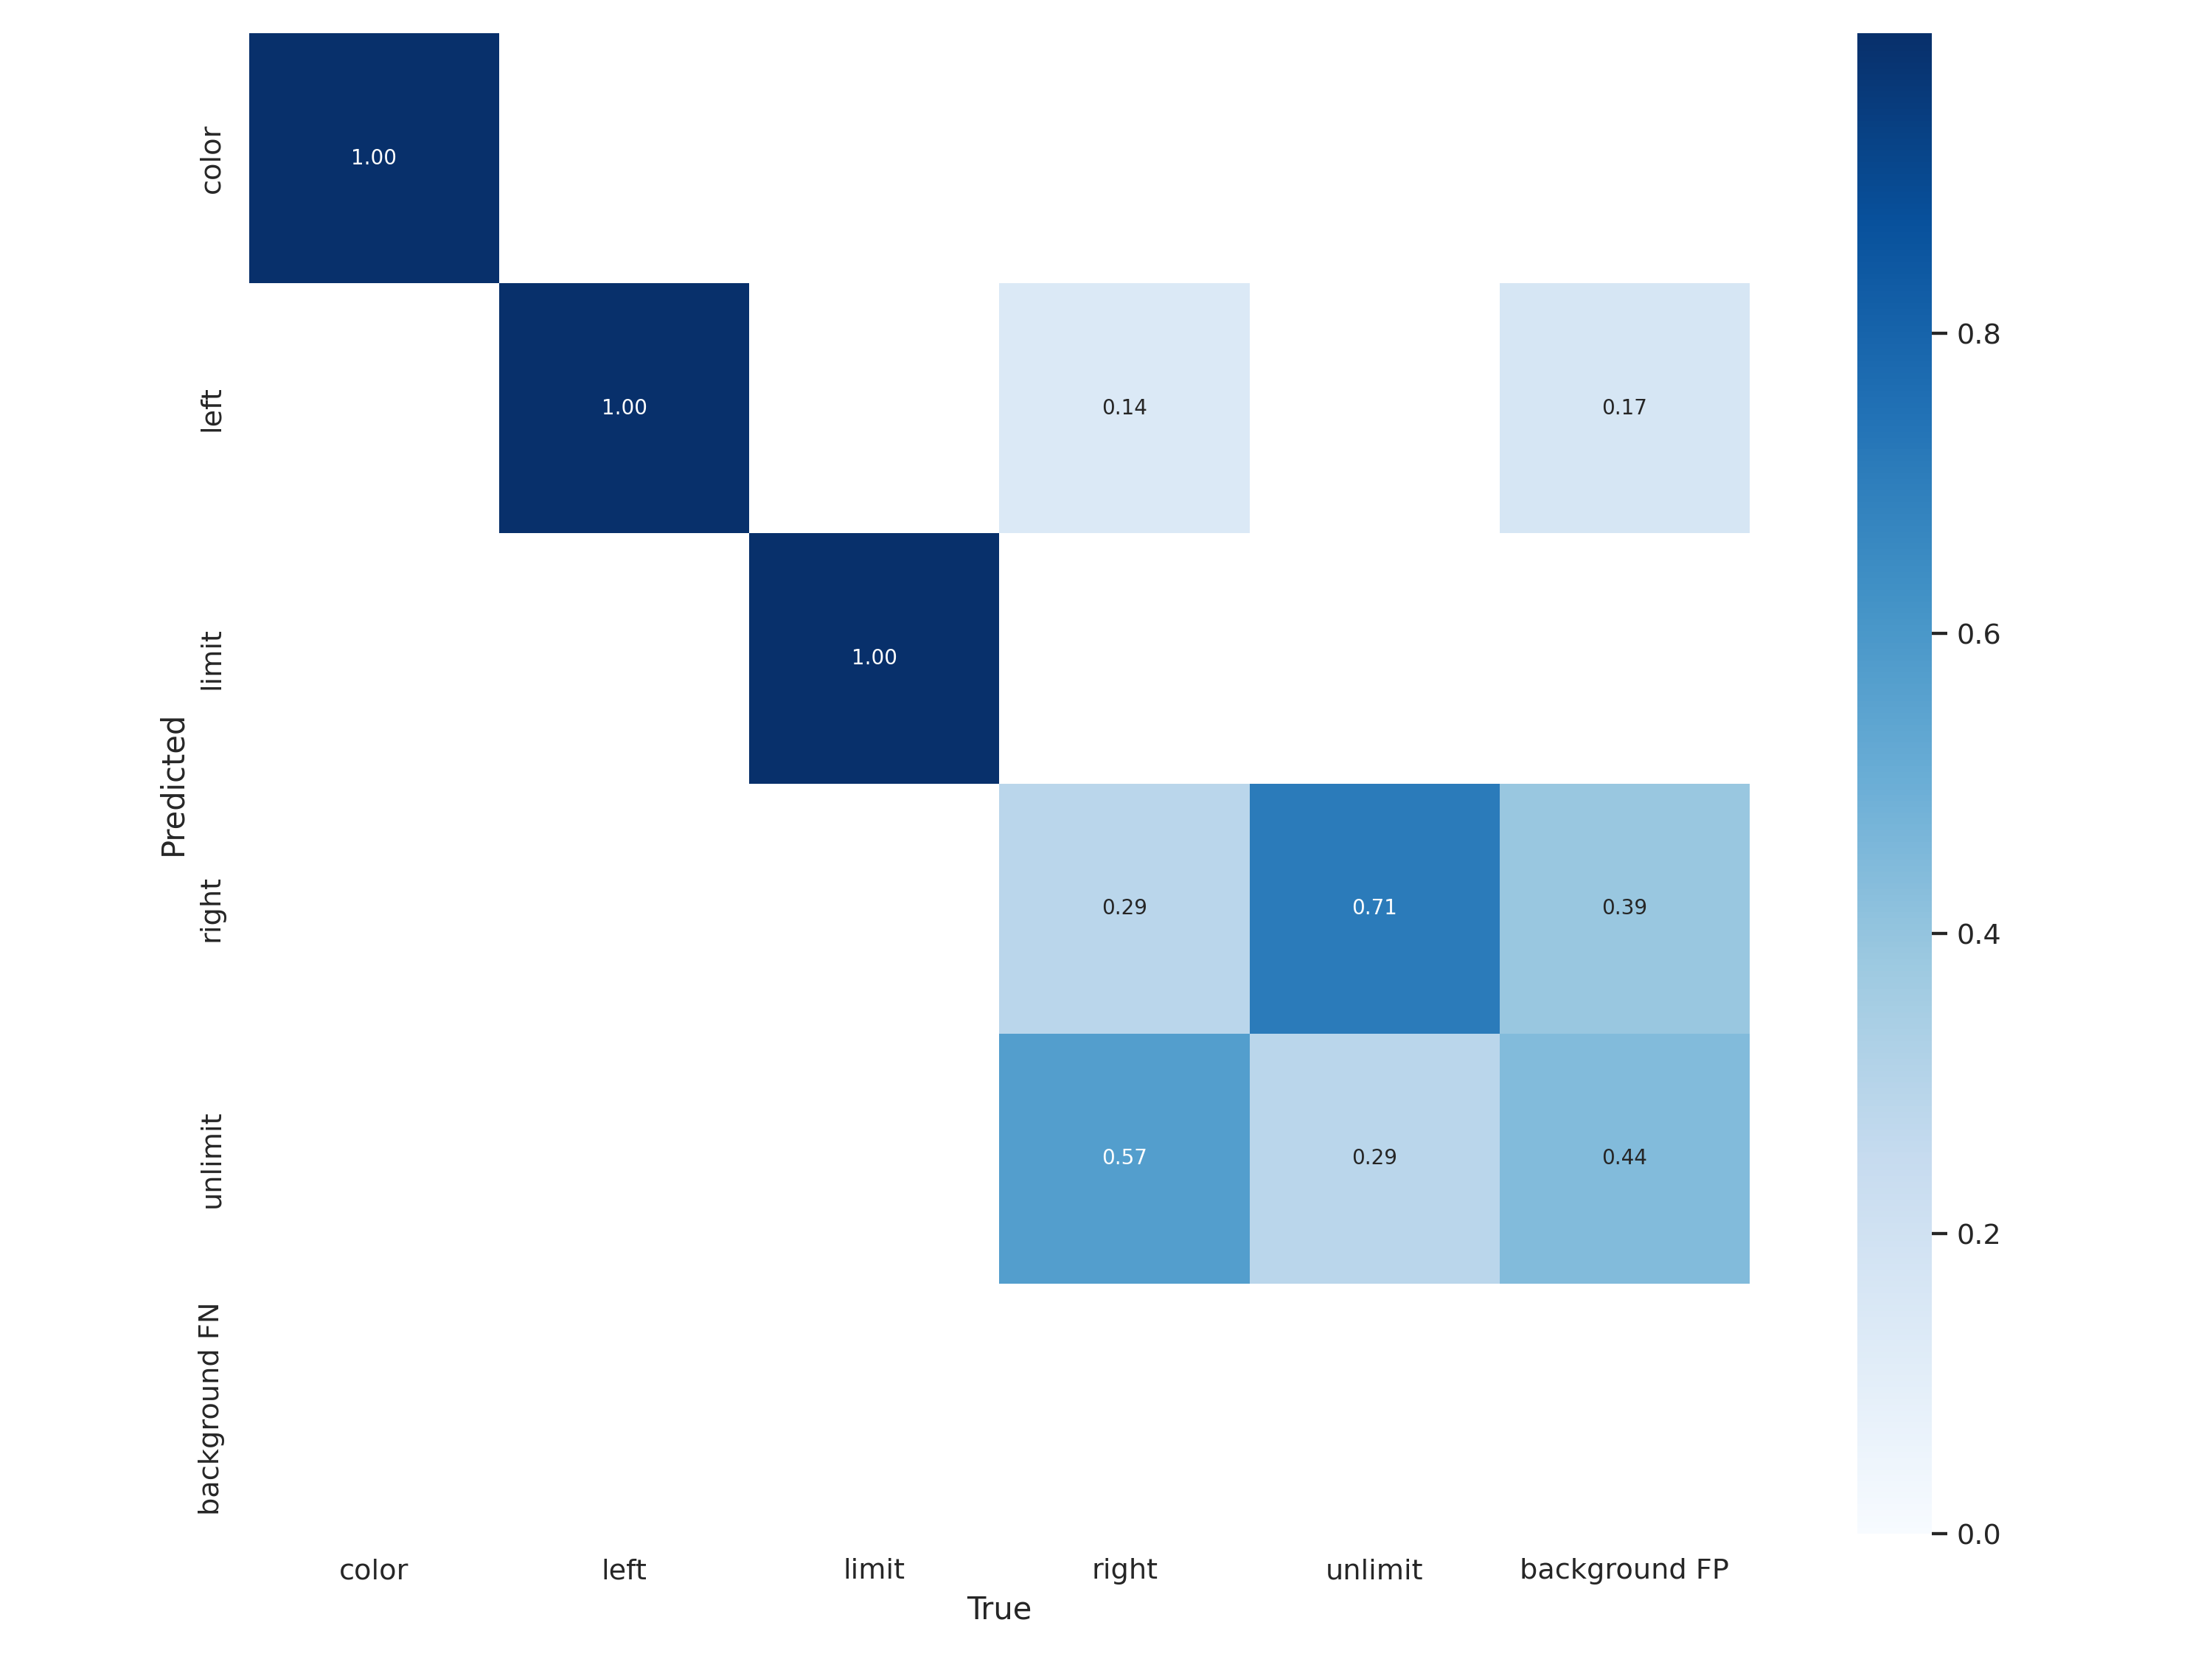 color
1.00
0.8
left
1.00
0.14
0.17
limit
1.00
0.6
Predicted
right
0.29
0.71
0.39
0.4
unlimit
0.57
0.29
0.44
0.2
background FN
0.0
color
left
limit
right
unlimit
background FP
True